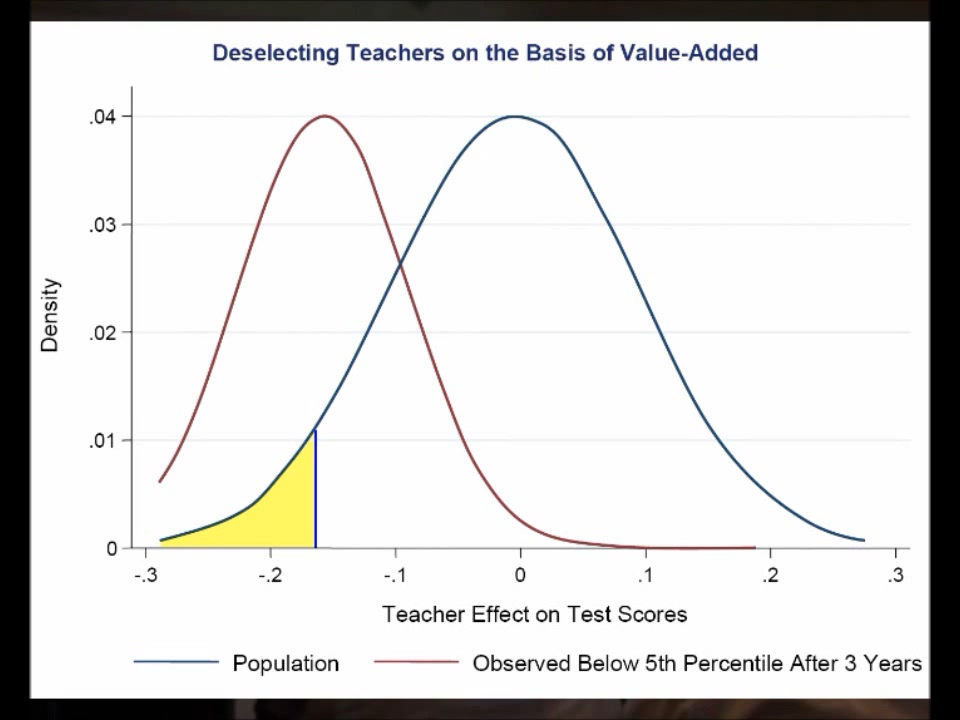 Deselecting Teachers on the Basis of Value-Added
.04
.03
.02
.01
0
Density
-.3 -.2 -.1 0 .1 .2 .3
Teacher Effect on Test Scores
Population Observed Below 5th Percentile After 3 Years